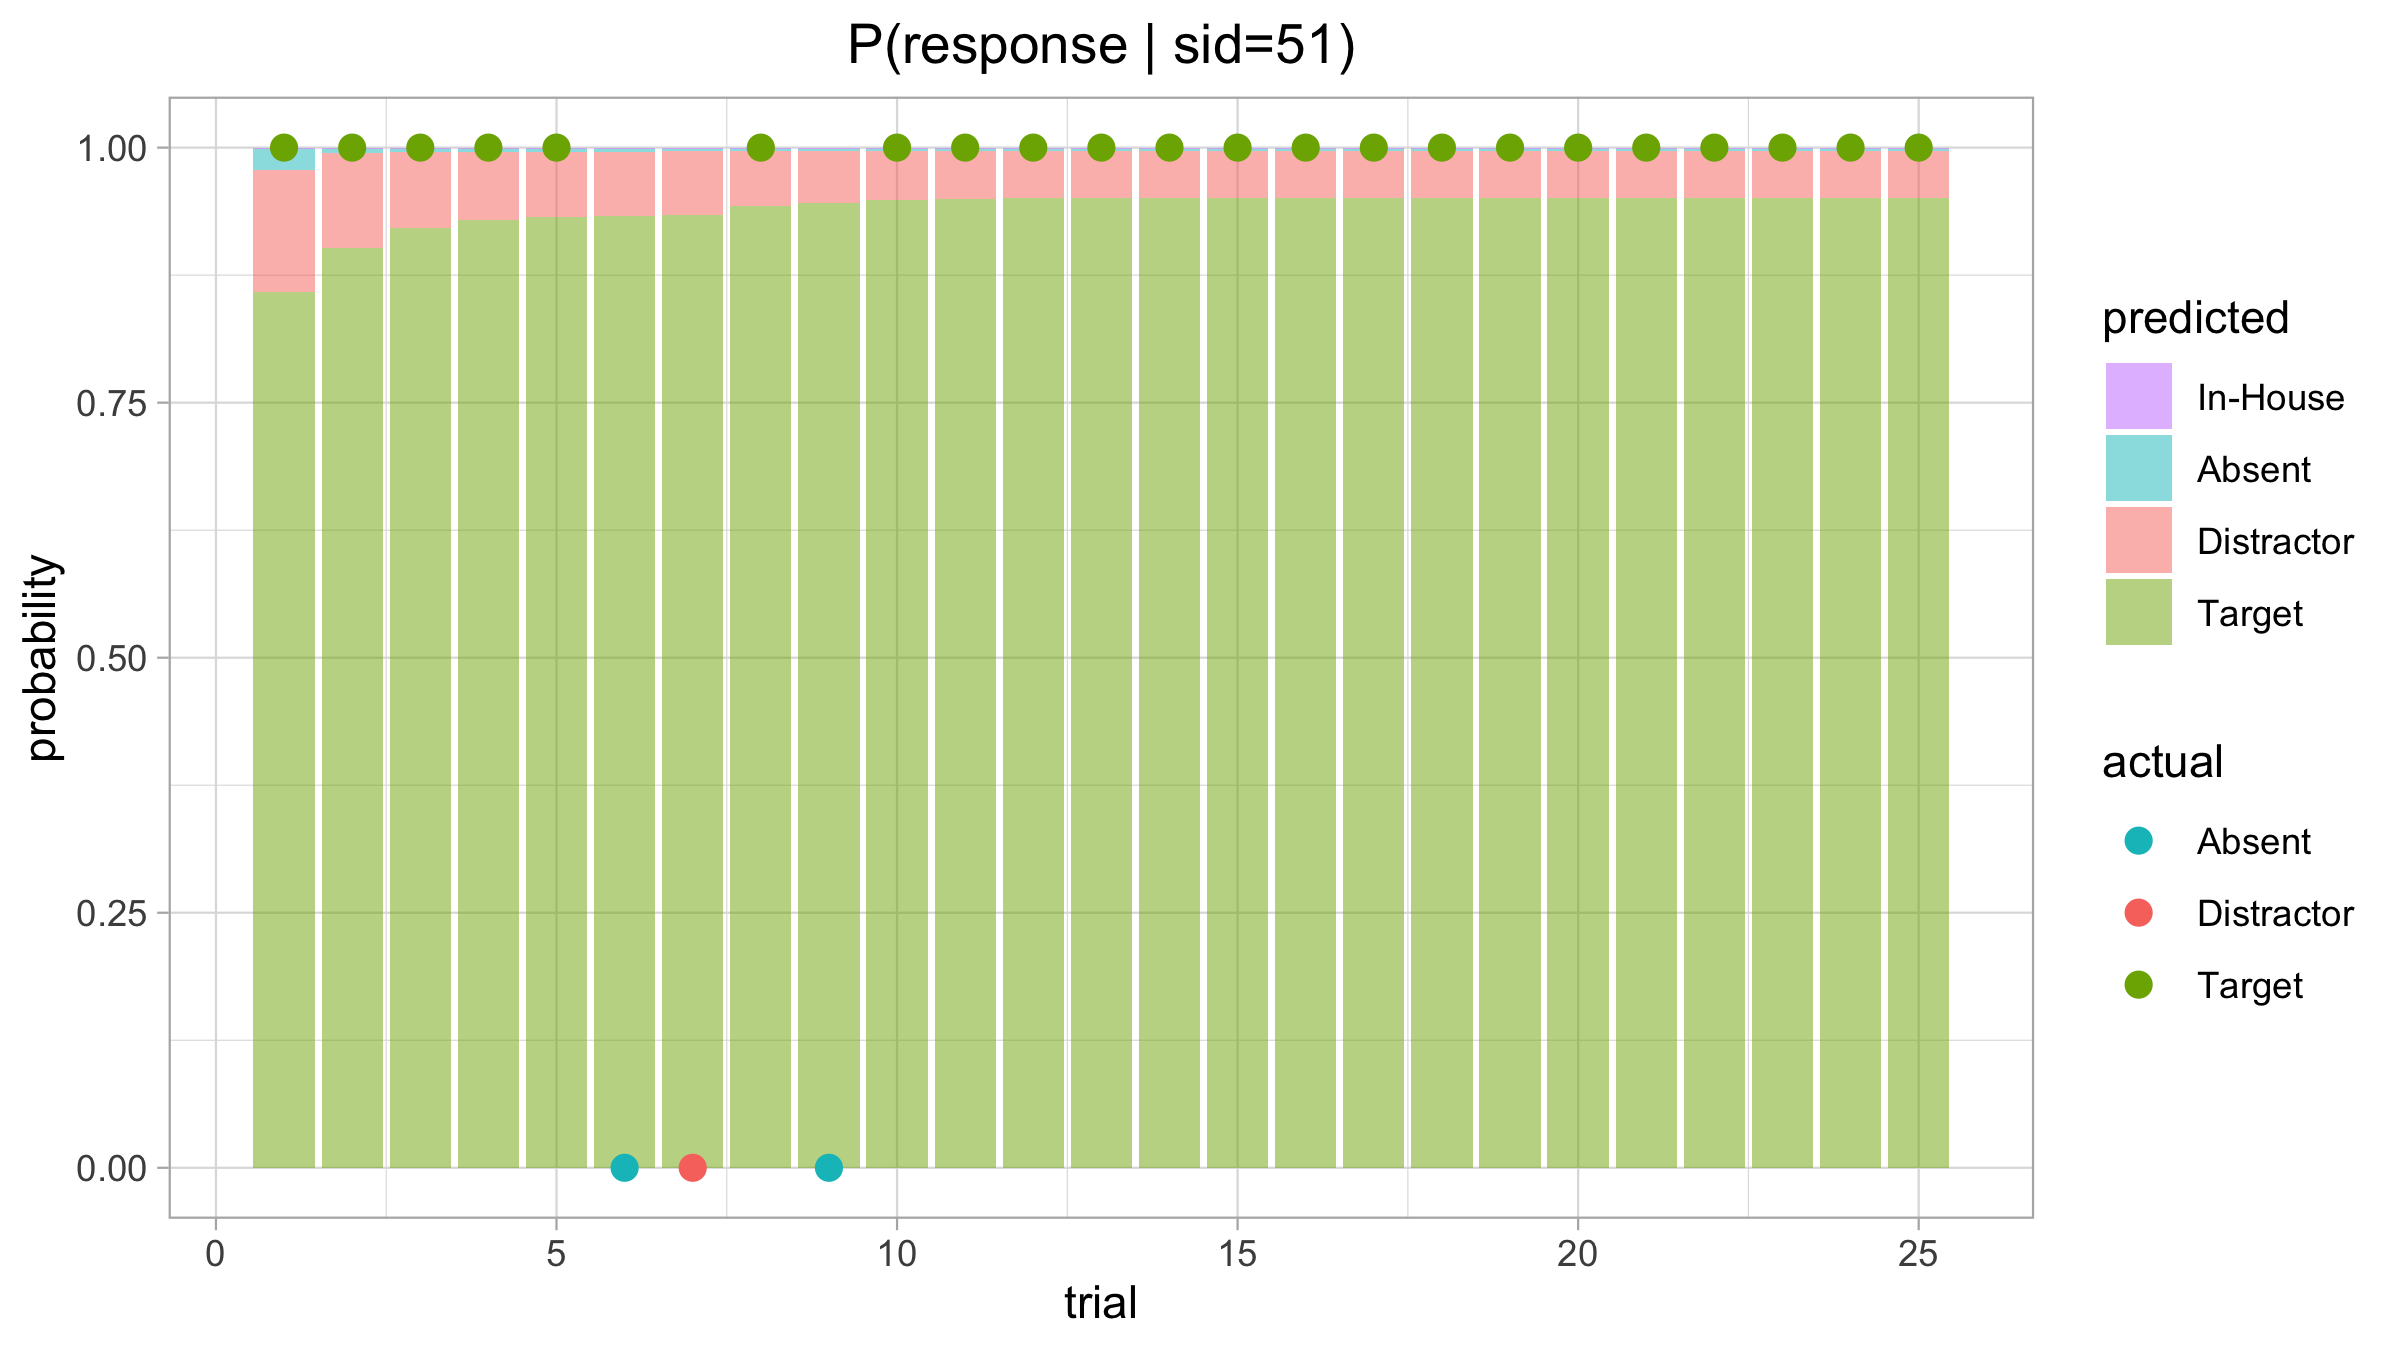 P(response | sid=51)
probability
1.00
0.75
0.50
0.25
0.00
0 5 10 15 20 25
trial
predicted
In-House
Absent
Distractor
Target
actual
Absent
Distractor
Target